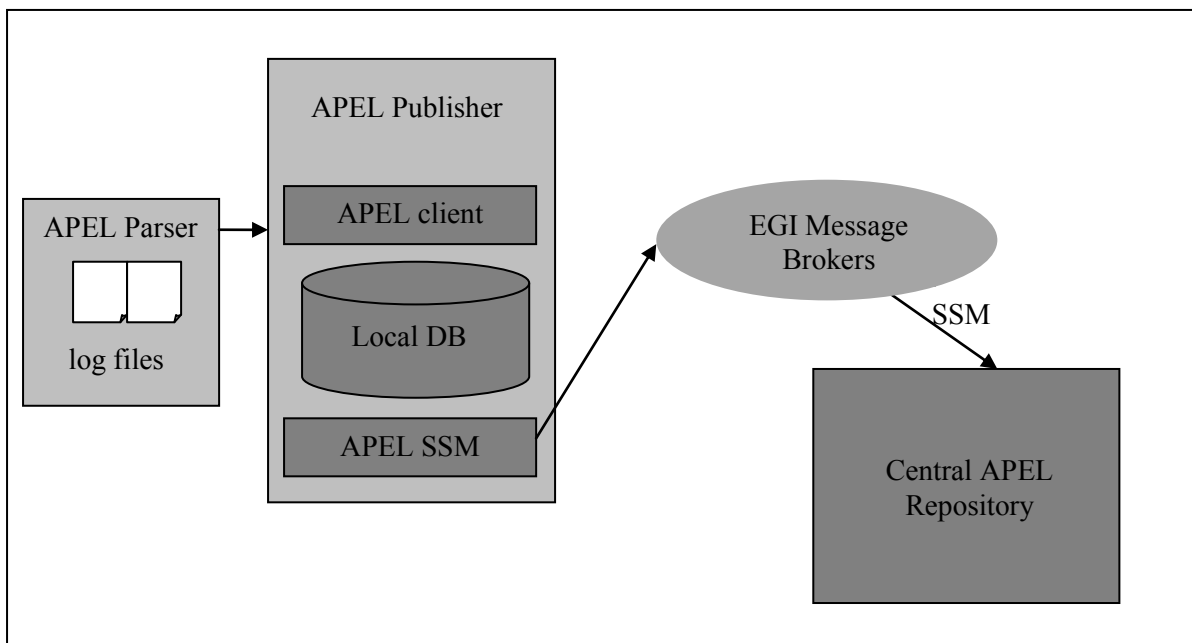 APEL Parser
log files
APEL Publisher
APEL client
Local DB
APEL SSM
EGI Message
Brokers
SSM
Central APEL
Repository